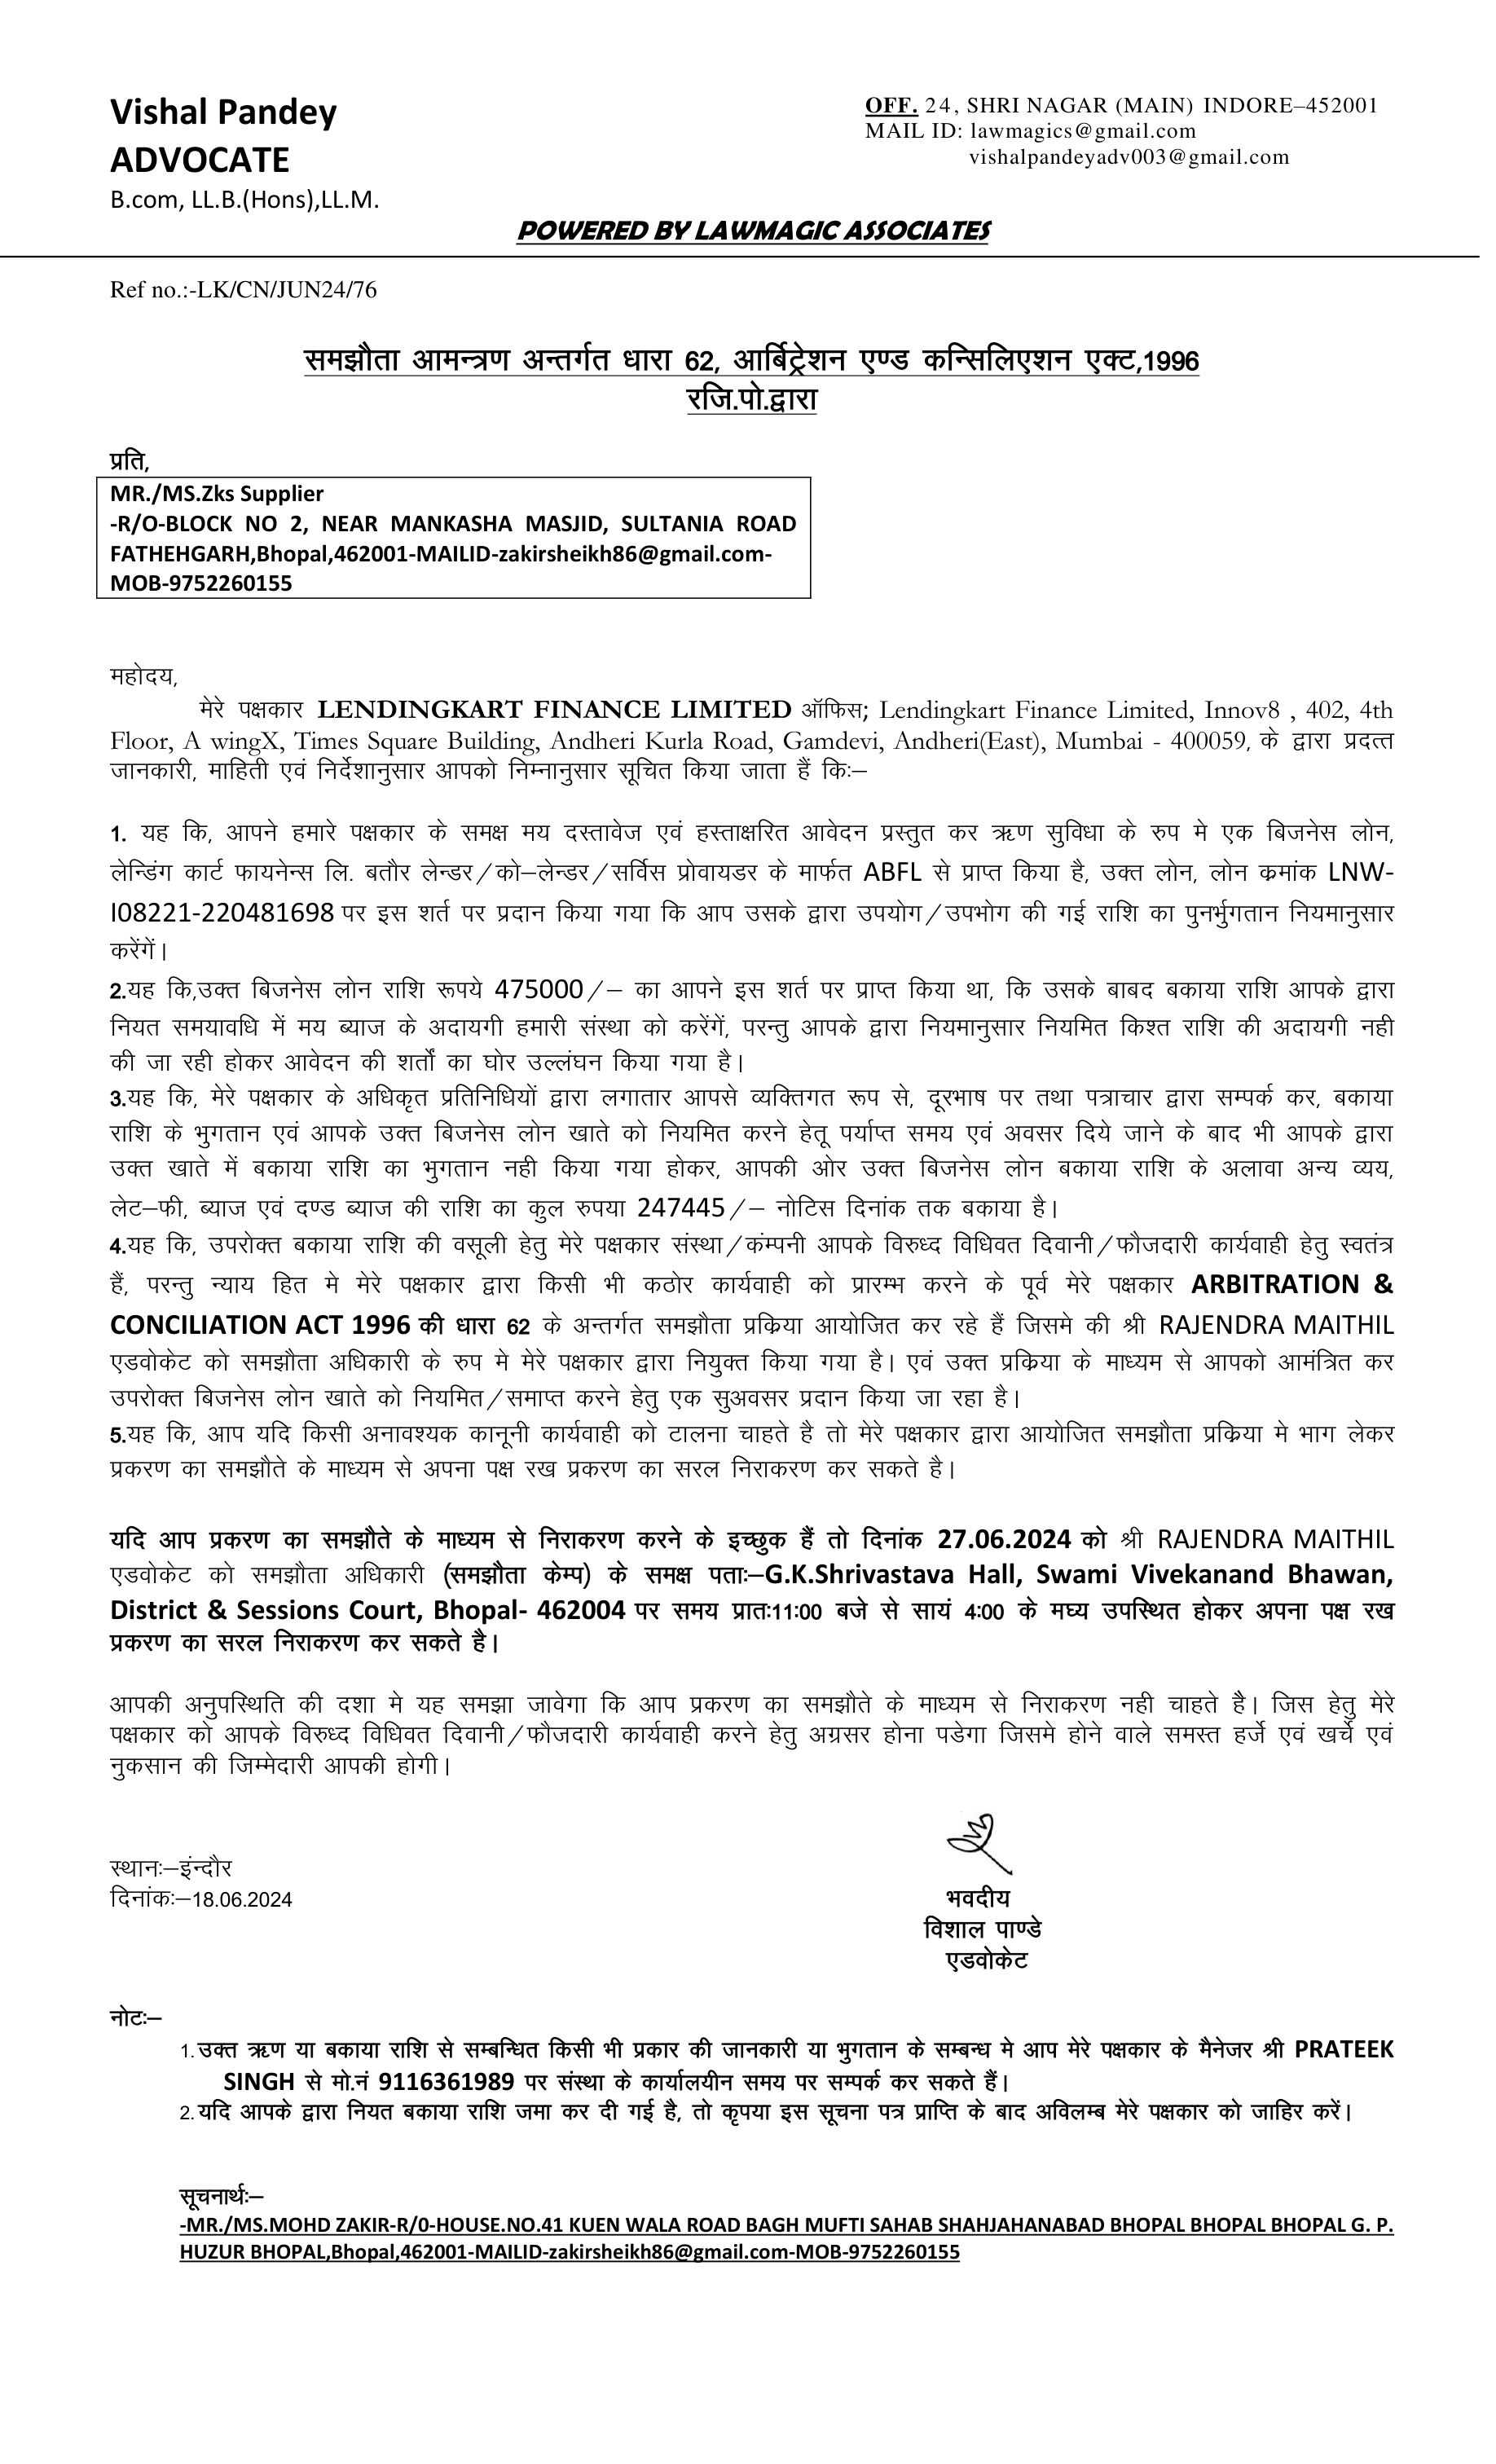 Vishal Pandey
ADVOCATE
B.com, LL.B.(Hons),LL.M.
OFF. 24, SHRI NAGAR (MAIN) INDORE–452001
MAIL ID: lawmagics@gmail.com
vishalpandeyadv003@gmail.com
POWERED BY LAWMAGIC ASSOCIATES
Ref no.:-LK/CN/JUN24/76
समझौता आमन्त्रण अन्तर्गत धारा 62, आर्बिट्रेशन एण्ड कन्सिलिएशन एक्ट,1996
रजि.पो.द्वारा
प्रति,
MR./MS.Zks Supplier
-R/O-BLOCK NO 2, NEAR MANKASHA MASJID, SULTANIA ROAD
FATHEHGARH,Bhopal,462001-MAILID-zakirsheikh86@gmail.com-
MOB-9752260155
महोदय,
मेरे पक्षकार LENDINGKART FINANCE LIMITED ऑफिस; Lendingkart Finance Limited, Innov8 , 402, 4th
Floor, A wingX, Times Square Building, Andheri Kurla Road, Gamdevi, Andheri(East), Mumbai - 400059, के द्वारा प्रदत्त
जानकारी, माहिती एवं निर्देशानुसार आपको निम्नानुसार सूचित किया जाता हैं कि:–
1. यह कि, आपने हमारे पक्षकार के समक्ष मय दस्तावेज एवं हस्ताक्षरित आवेदन प्रस्तुत कर ऋण सुविधा के रुप मे एक बिजनेस लोन,
लेन्डिंग कार्ट फायनेन्स लि. बतौर लेन्डर/को–लेन्डर/सर्विस प्रोवायडर के मार्फत ABFL से प्राप्त किया है, उक्त लोन, लोन क्रमांक LNW-
I08221-220481698 पर इस शर्त पर प्रदान किया गया कि आप उसके द्वारा उपयोग/उपभोग की गई राशि का पुनर्भुगतान नियमानुसार
करेंगें।
2.यह कि,उक्त बिजनेस लोन राशि रूपये 475000/– का आपने इस शर्त पर प्राप्त किया था, कि उसके बाबद बकाया राशि आपके द्वारा
नियत समयावधि में मय ब्याज के अदायगी हमारी संस्था को करेंगें, परन्तु आपके द्वारा नियमानुसार नियमित किश्त राशि की अदायगी नही
की जा रही होकर आवेदन की शर्तों का घोर उल्लंघन किया गया है।
3.यह कि, मेरे पक्षकार के अधिकृत प्रतिनिधियों द्वारा लगातार आपसे व्यक्तिगत रूप से, दूरभाष पर तथा पत्राचार द्वारा सम्पर्क कर, बकाया
राशि के भुगतान एवं आपके उक्त बिजनेस लोन खाते को नियमित करने हेतू पर्याप्त समय एवं अवसर दिये जाने के बाद भी आपके द्वारा
उक्त खाते में बकाया राशि का भुगतान नही किया गया होकर, आपकी ओर उक्त बिजनेस लोन बकाया राशि के अलावा अन्य व्यय,
लेट–फी, ब्याज एवं दण्ड ब्याज की राशि का कुल रुपया 247445/– नोटिस दिनांक तक बकाया है।
4.यह कि, उपरोक्त बकाया राशि की वसूली हेतु मेरे पक्षकार संस्था/कंम्पनी आपके विरुध्द विधिवत दिवानी/फौजदारी कार्यवाही हेतु स्वतंत्र
हैं, परन्तु न्याय हित मे मेरे पक्षकार द्वारा किसी भी कठोर कार्यवाही को प्रारम्भ करने के पूर्व मेरे पक्षकार ARBITRATION &
CONCILIATION ACT 1996 की धारा 62 के अन्तर्गत समझौता प्रक्रिया आयोजित कर रहे हैं जिसमे की श्री RAJENDRA MAITHIL
एडवोकेट को समझौता अधिकारी के रुप मे मेरे पक्षकार द्वारा नियुक्त किया गया है। एवं उक्त प्रक्रिया के माध्यम से आपको आमंत्रित कर
उपरोक्त बिजनेस लोन खाते को नियमित/समाप्त करने हेतु एक सुअवसर प्रदान किया जा रहा है।
5.यह कि, आप यदि किसी अनावश्यक कानूनी कार्यवाही को टालना चाहते है तो मेरे पक्षकार द्वारा आयोजित समझौता प्रक्रिया मे भाग लेकर
प्रकरण का समझौते के माध्यम से अपना पक्ष रख प्रकरण का सरल निराकरण कर सकते है।
यदि आप प्रकरण का समझौते के माध्यम से निराकरण करने के इच्छुक हैं तो दिनांक 27.06.2024 को श्री RAJENDRA MAITHIL
एडवोकेट को समझौता अधिकारी (समझौता केम्प) के समक्ष पता:–G.K.Shrivastava Hall, Swami Vivekanand Bhawan,
District & Sessions Court, Bhopal- 462004 पर समय प्रातः11:00 बजे से सायं 4:00 के मघ्य उपस्थित होकर अपना पक्ष रख
प्रकरण का सरल निराकरण कर सकते है।
आपकी अनुपस्थिति की दशा मे यह समझा जावेगा कि आप प्रकरण का समझौते के माध्यम से निराकरण नही चाहते है। जिस हेतु मेरे
पक्षकार को आपके विरुध्द विधिवत दिवानी/फौजदारी कार्यवाही करने हेतु अग्रसर होना पडेगा जिसमे होने वाले समस्त हर्जे एवं खर्चे एवं
नुकसान की जिम्मेदारी आपकी होगी।
स्थान:–इंन्दौर
दिनांक:–18.06.2024
भवदीय
विशाल पाण्डे
एडवोकेट
नोट:–
1.उक्त ऋण या बकाया राशि से सम्बन्धित किसी भी प्रकार की जानकारी या भुगतान के सम्बन्ध मे आप मेरे पक्षकार के मैनेजर श्री PRATEEK
SINGH से मो.नं 9116361989 पर संस्था के कार्यालयीन समय पर सम्पर्क कर सकते हैं।
2.यदि आपके द्वारा नियत बकाया राशि जमा कर दी गई है, तो कृपया इस सूचना पत्र प्राप्ति के बाद अविलम्ब मेरे पक्षकार को जाहिर करें।
सूचनार्थ:–
-MR./MS.MOHD ZAKIR-R/0-HOUSE.NO.41 KUEN WALA ROAD BAGH MUFTI SAHAB SHAHJAHANABAD BHOPAL BHOPAL BHOPAL G. P.
HUZUR BHOPAL,Bhopal,462001-MAILID-zakirsheikh86@gmail.com-MOB-9752260155